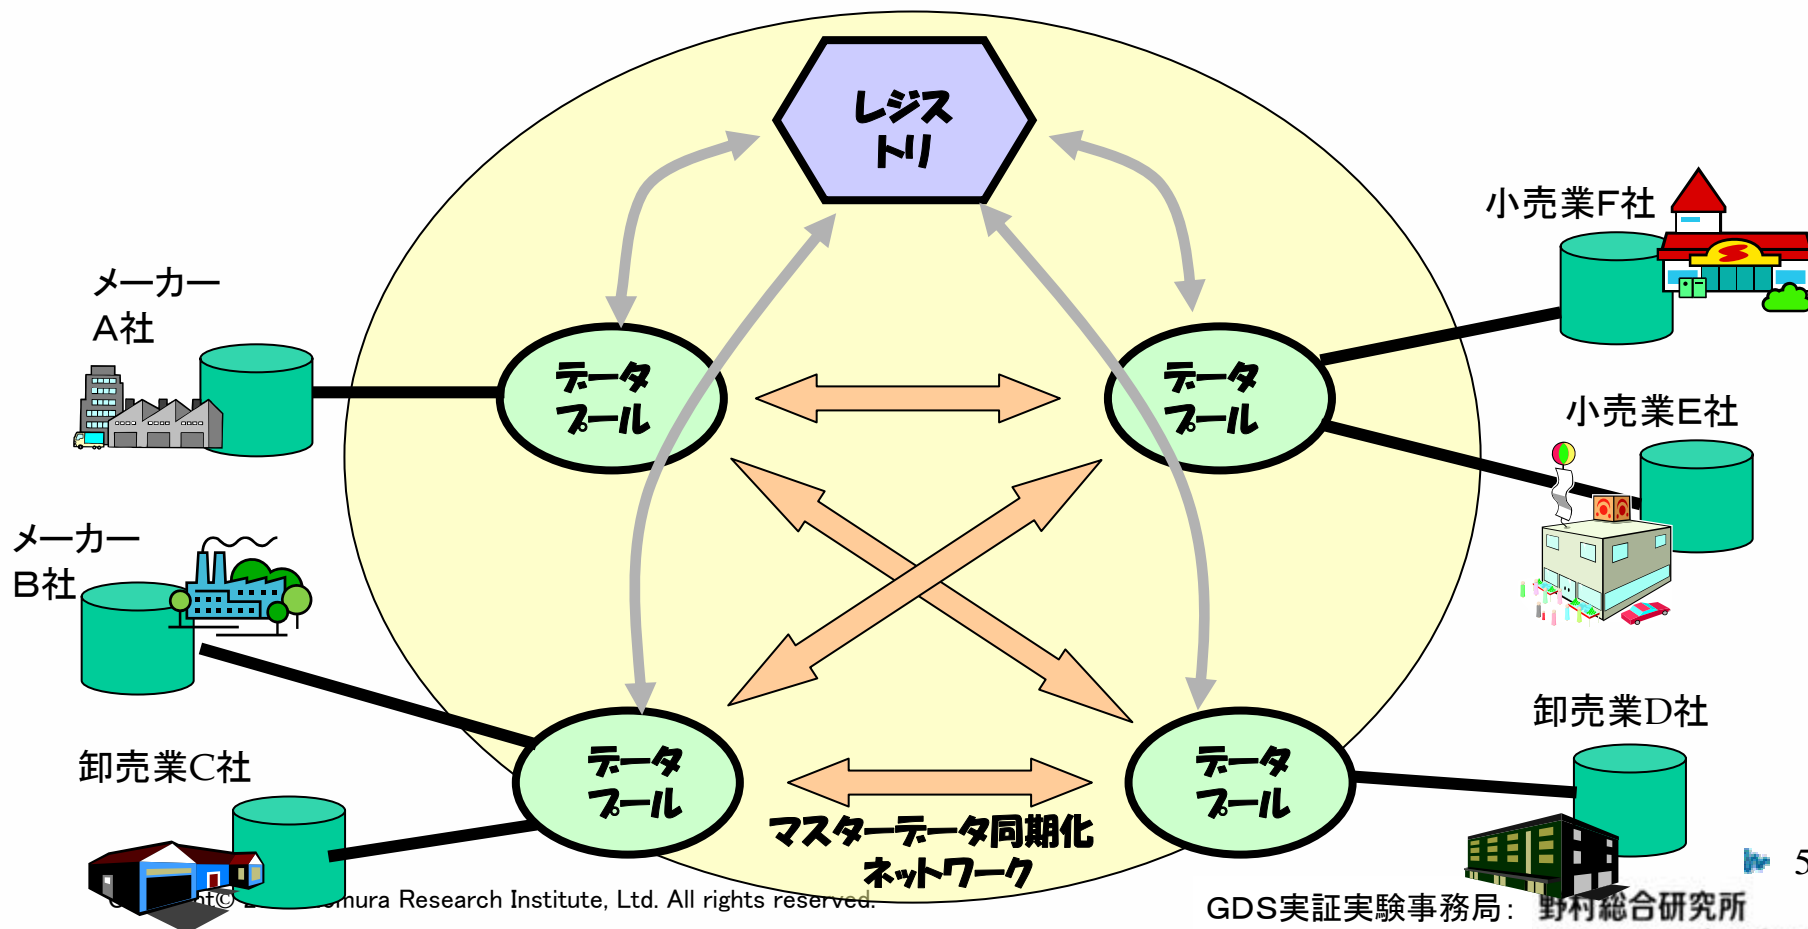 レジス
トリ
小売業F社
メーカー
A社
データ
プール
データ
プール
小売業E社
メーカー
B社
卸売業D社
卸売業C社
データ
プール
データ
プール
マスターデータ同期化
ネットワーク
5
Research Institute, Ltd. All rights reserved.
GDS実証実験事務局： 野村総合研究所